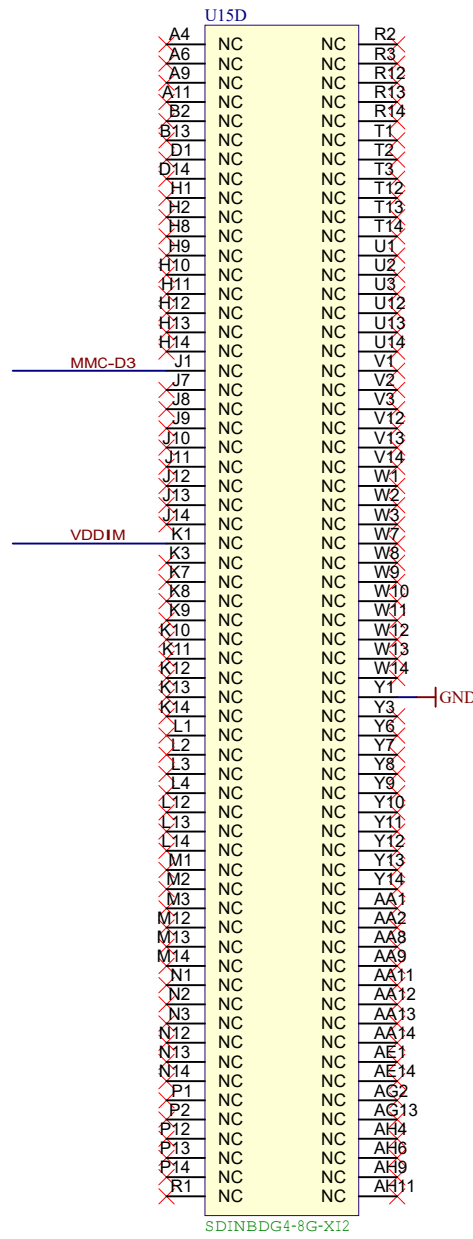 U15D
A4 NC NC R2
A6 NC NC R3
A9 NC NC R12
A11 NC NC R13
B2 NC NC R14
B13 NC NC T1
D1 NC NC T2
D14 NC NC T3
H1 NC NC T12
H2 NC NC T13
H8 NC NC T14
H9 NC NC U1
H10 NC NC U2
H11 NC NC U3
H12 NC NC U12
H13 NC NC U13
H14 NC NC U14
MMC-D3 J1 NC NC V1
J7 NC NC V2
J8 NC NC V3
J9 NC NC V12
J10 NC NC V13
J11 NC NC V14
J12 NC NC W1
J13 NC NC W2
J14 NC NC W3
VDDIM K1 NC NC W7
K3 NC NC W8
K7 NC NC W9
K8 NC NC W10
K9 NC NC W11
K10 NC NC W12
K11 NC NC W13
K12 NC NC W14
K13 NC NC Y1 GND
K14 NC NC Y3
L1 NC NC Y6
L2 NC NC Y7
L3 NC NC Y8
L4 NC NC Y9
L12 NC NC Y10
L13 NC NC Y11
L14 NC NC Y12
M1 NC NC Y13
M2 NC NC Y14
M3 NC NC AA1
M12 NC NC AA2
M13 NC NC AA8
M14 NC NC AA9
N1 NC NC AA11
N2 NC NC AA12
N3 NC NC AA13
N12 NC NC AA14
N13 NC NC AE1
N14 NC NC AE14
P1 NC NC AG2
P2 NC NC AG13
P12 NC NC AH4
P13 NC NC AH6
P14 NC NC AH9
R1 NC NC AH11
SDINBDG4-8G-XI2